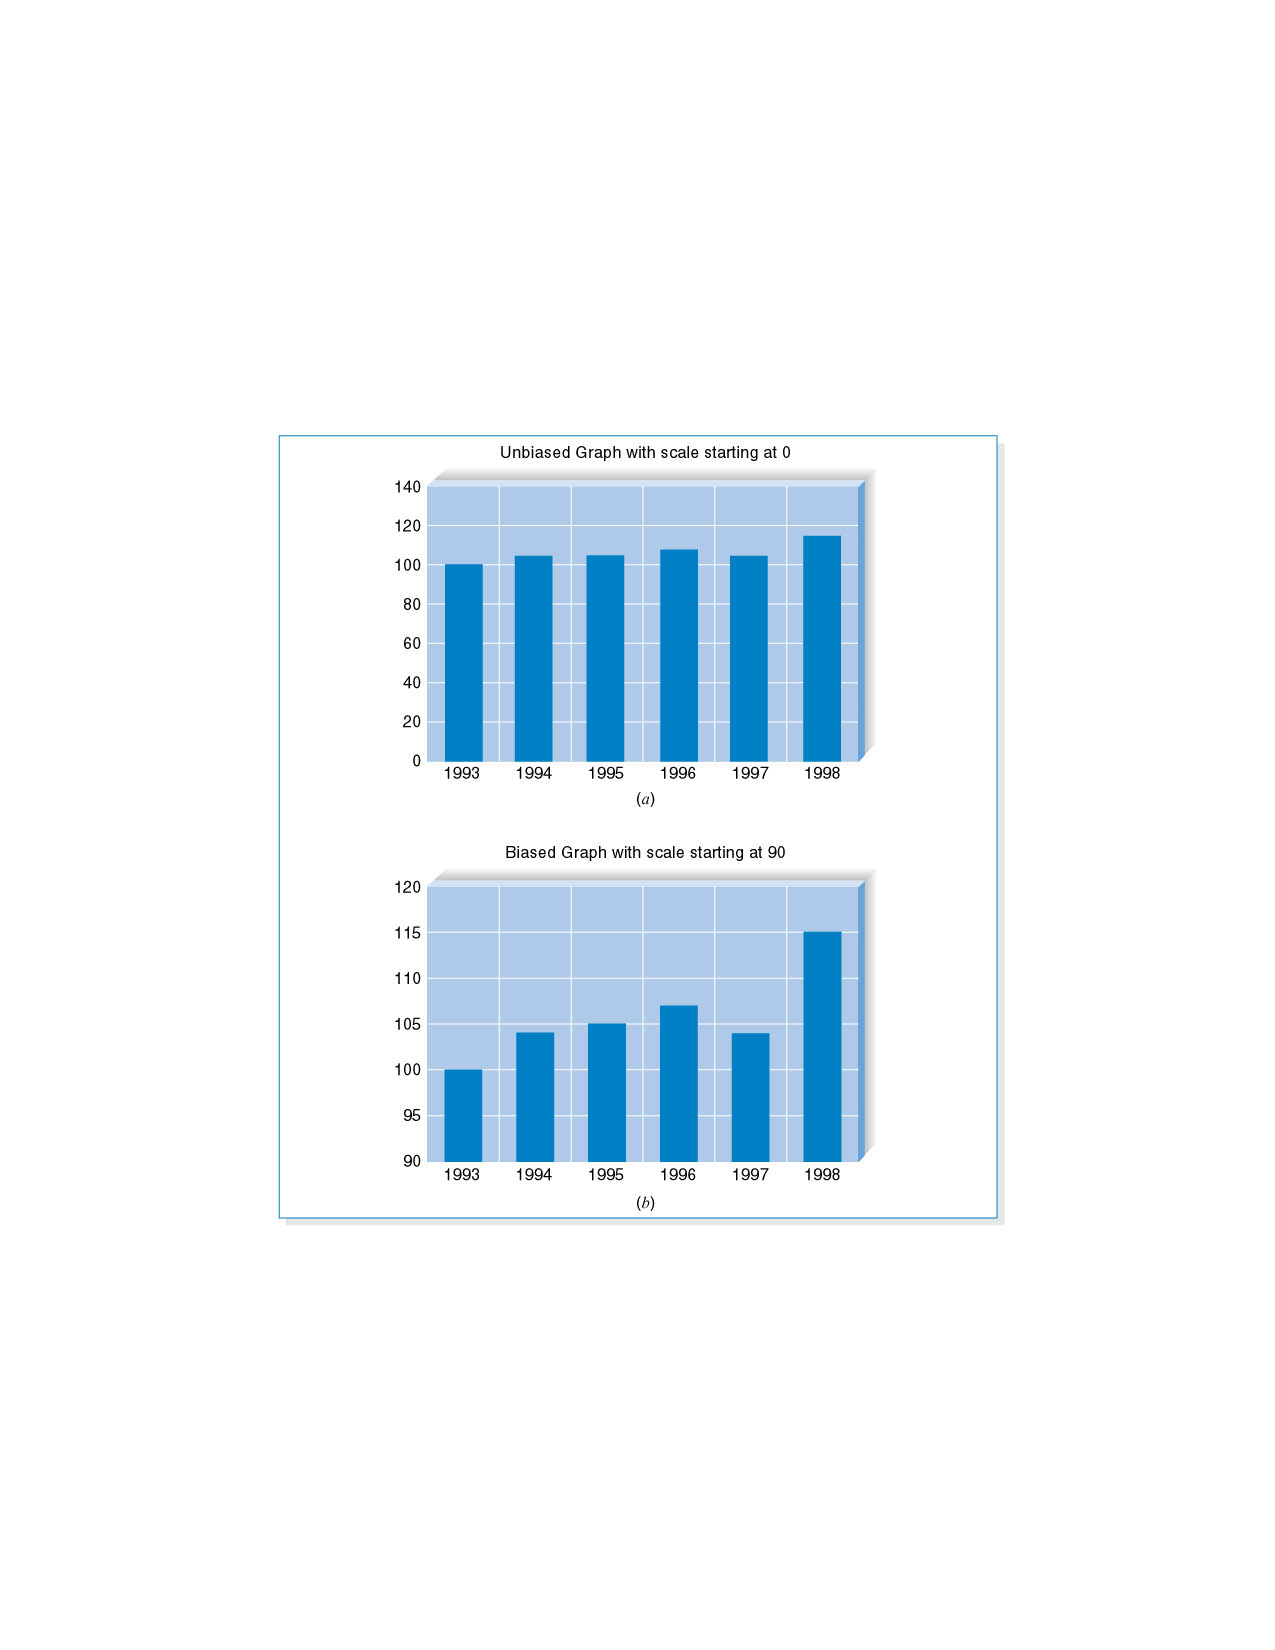 Unbiased Graph with scale starting at 0
140
120
100
80
60
40
20
0
1993 1994 1995 1996 1997 1998
(a)
Biased Graph with scale starting at 90
120
115
110
105
100
95
90
1993 1994 1995 1996 1997 1998
(b)